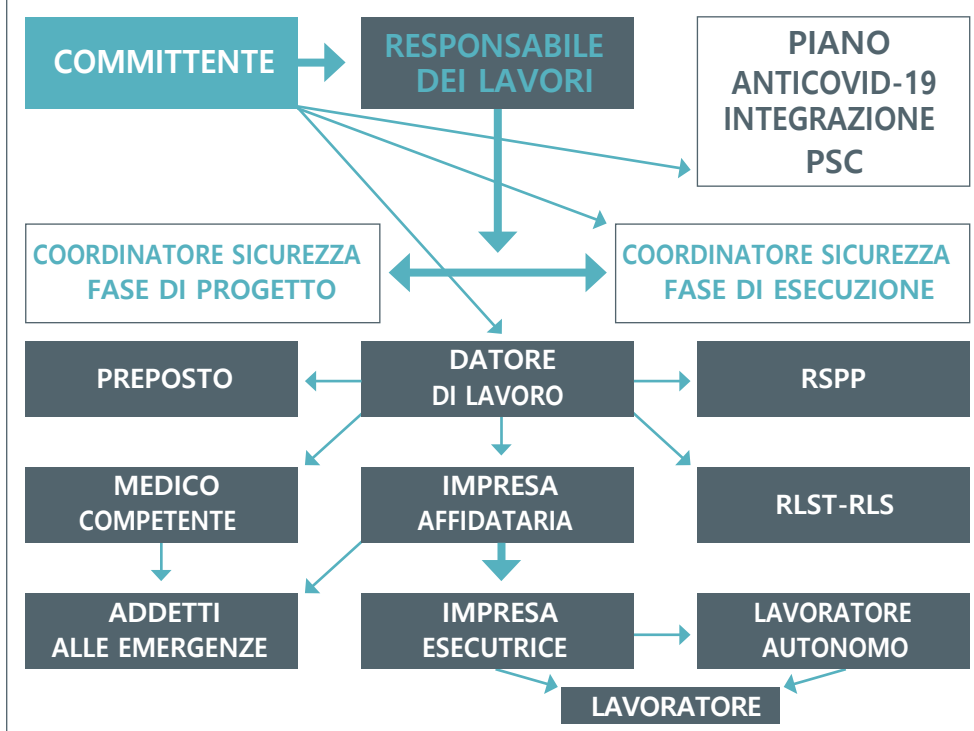 COMMITTENTE
RESPONSABILE
DEI LAVORI
PIANO
ANTICOVID-19
INTEGRAZIONE
PSC
COORDINATORE SICUREZZA
FASE DI PROGETTO
COORDINATORE SICUREZZA
FASE DI ESECUZIONE
PREPOSTO
DATORE
DI LAVORO
RSPP
MEDICO
COMPETENTE
IMPRESA
AFFIDATARIA
RLST-RLS
ADDETTI
ALLE EMERGENZE
IMPRESA
ESECUTRICE
LAVORATORE
AUTONOMO
LAVORATORE